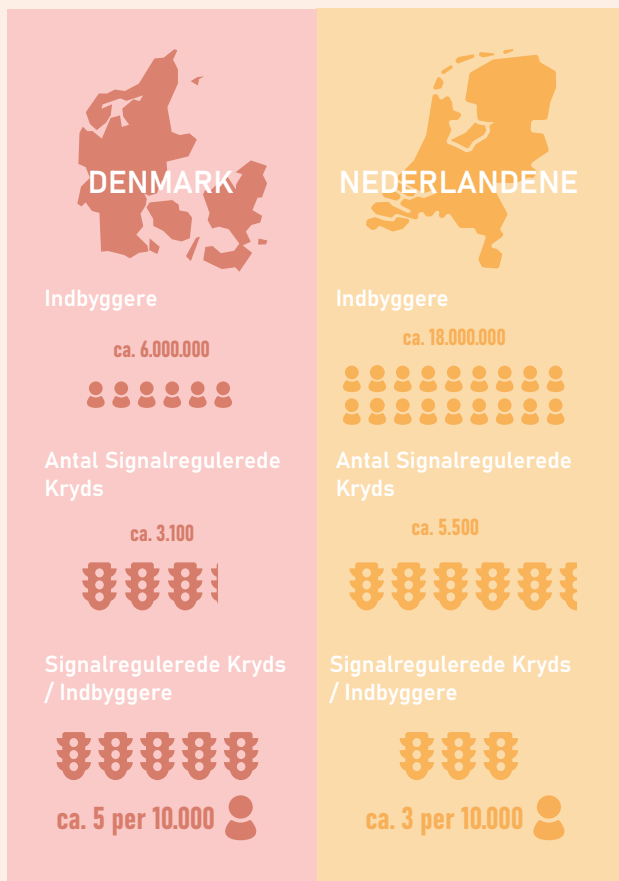 DENMARK
Indbyggere
ca. 6.000.000
Antal Signalregulerede
Kryds
ca. 3.100
Signalregulerede Kryds
/ Indbyggere
ca. 5 per 10.000
NEDERLANDENE
Indbyggere
ca. 18.000.000
Antal Signalregulerede
Kryds
ca. 5.500
Signalregulerede Kryds
/ Indbyggere
ca. 3 per 10.000